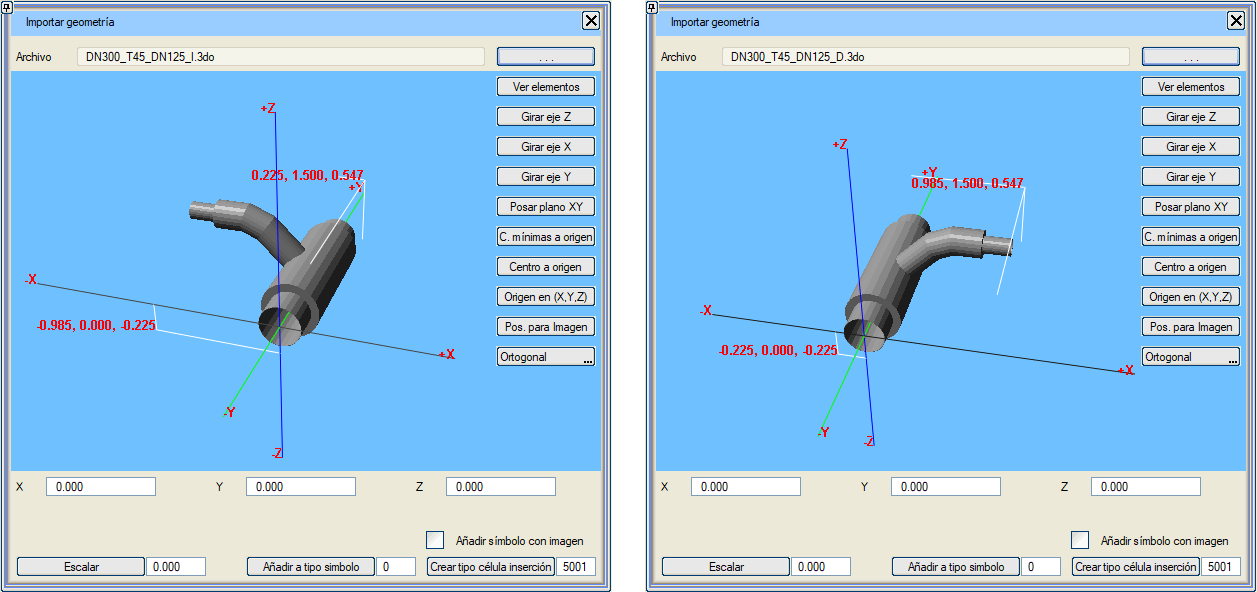 Importar geometría
Archivo DN300_T45_DN125_I.3do ...
Ver elementos
Girar eje Z
Girar eje X
Girar eje Y
Posar plano XY
C. mínimas a origen
Centro a origen
Origen en (X,Y,Z)
Pos. para Imagen
Ortogonal ...
+Z
0.225, 1.500, 0.547
+Y
-X
-0.985, 0.000, -0.225
+X
-Y
-Z
X 0.000 Y 0.000 Z 0.000
Añadir símbolo con imagen
Escalar 0.000 Añadir a tipo simbolo 0 Crear tipo célula inserción 5001
Importar geometría
Archivo DN300_T45_DN125_D.3do ...
Ver elementos
Girar eje Z
Girar eje X
Girar eje Y
Posar plano XY
C. mínimas a origen
Centro a origen
Origen en (X,Y,Z)
Pos. para Imagen
Ortogonal ...
+Z
+Y
0.985, 1.500, 0.547
-X
-0.225, 0.000, -0.225
+X
-Y
-Z
X 0.000 Y 0.000 Z 0.000
Añadir símbolo con imagen
Escalar 0.000 Añadir a tipo simbolo 0 Crear tipo célula inserción 5001